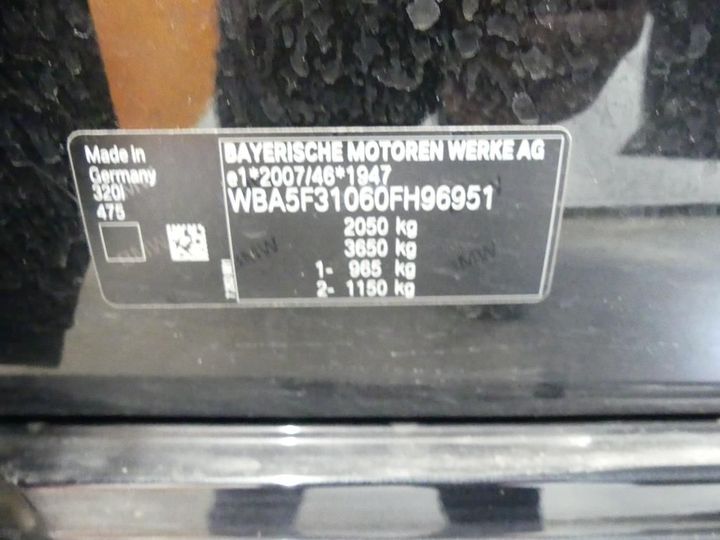 Made in
Germany
320i
475
BAYERISCHE MOTOREN WERKE AG
e1*2007/46*1947
WBA5F31060FH96951
2050 kg
3650 kg
1- 965 kg
2- 1150 kg